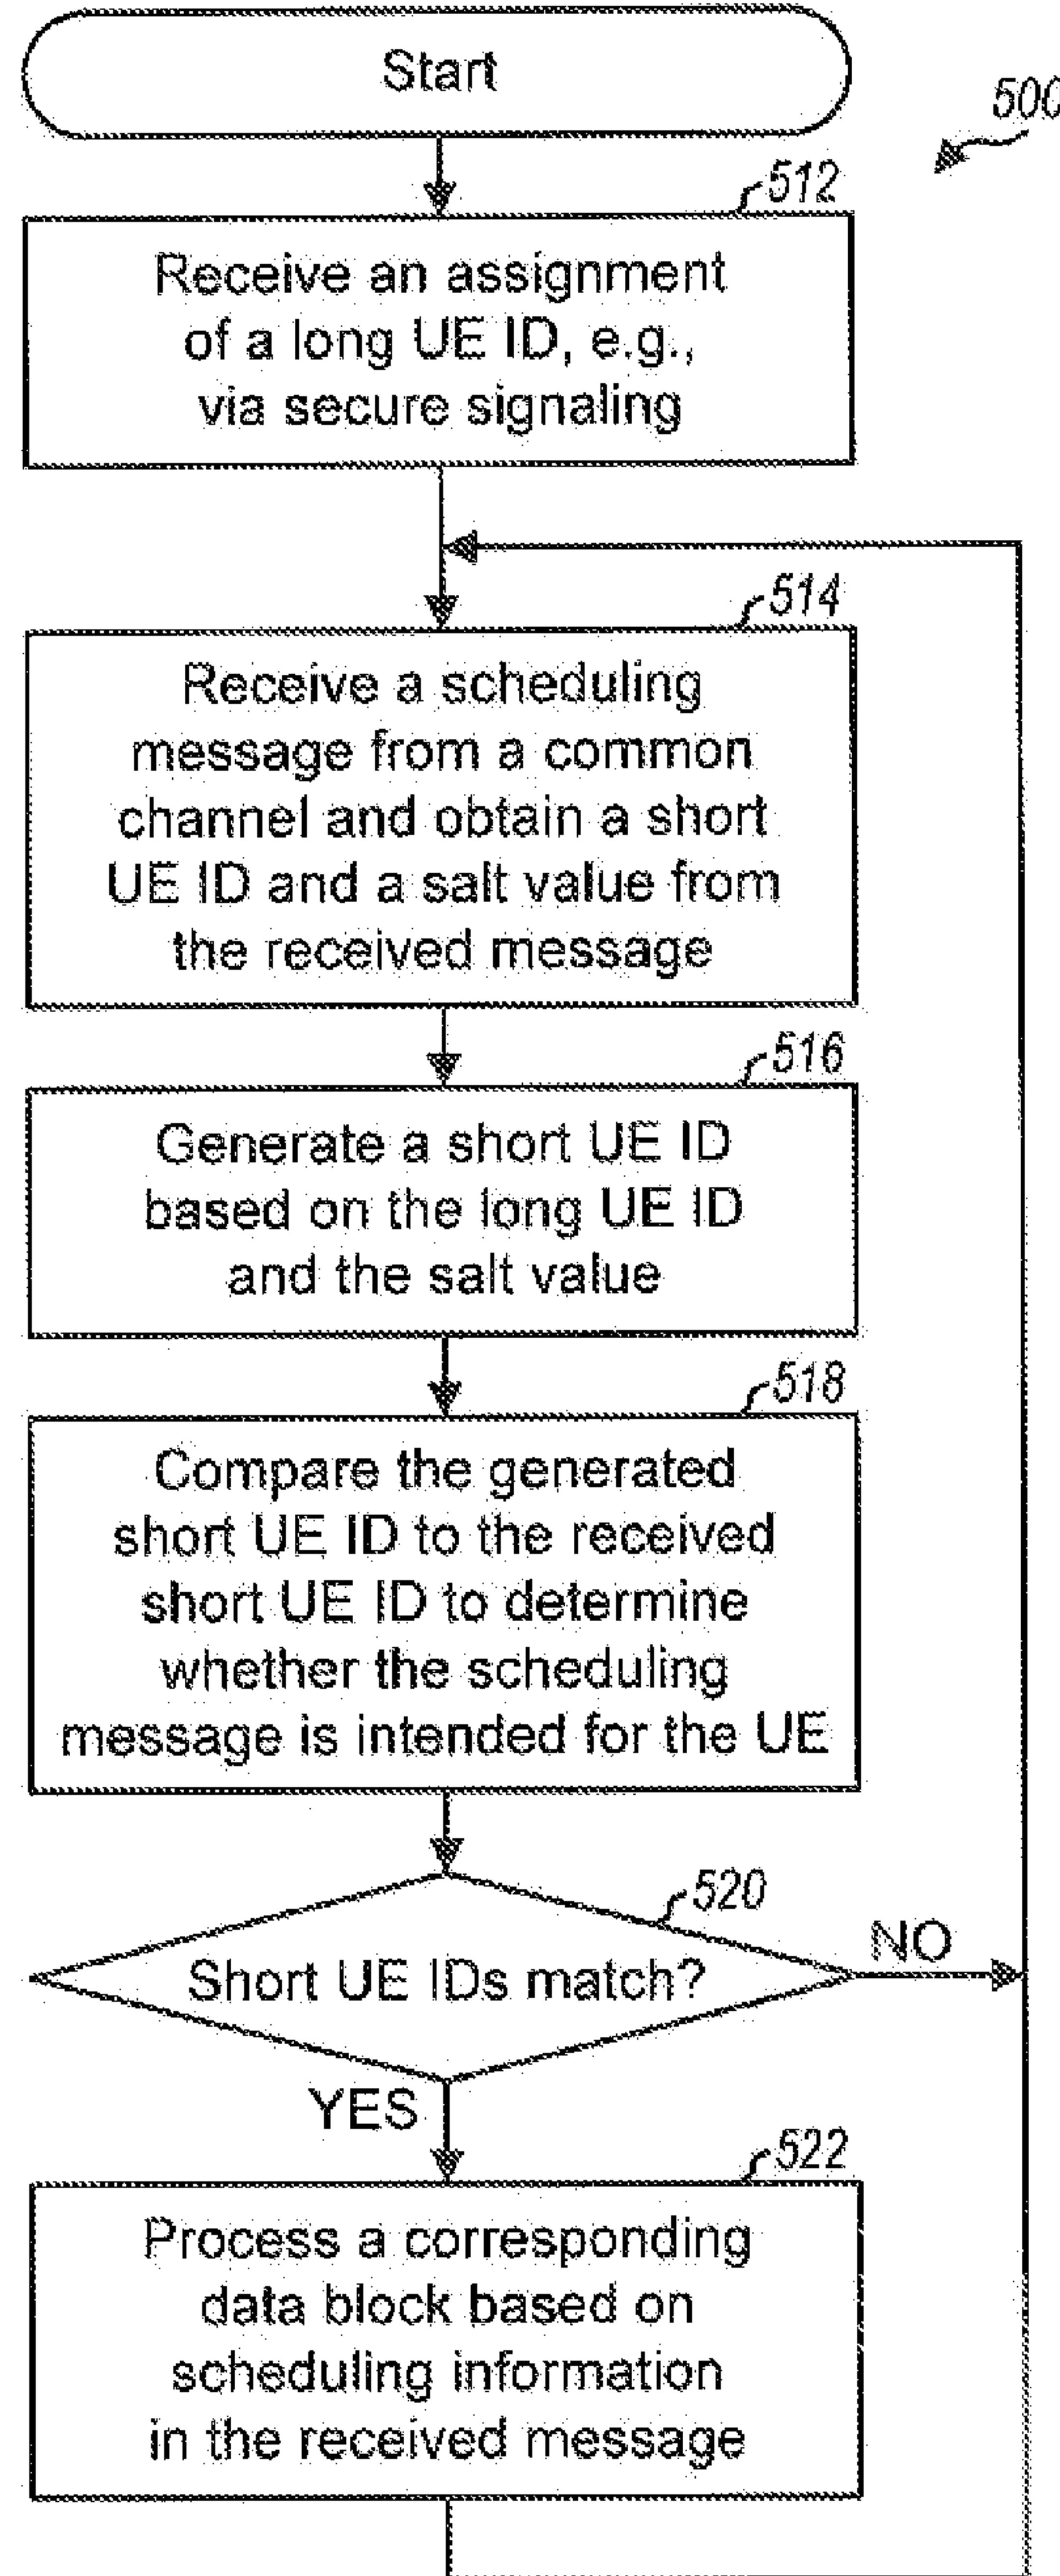 Start
500
512
Receive an assignment
of a long UE ID, e.g.,
via secure signaling
514
Receive a scheduling
message from a common
channel and obtain a short
UE ID and a salt value from
the received message
516
Generate a short UE ID
based on the long UE ID
and the salt value
518
Compare the generated
short UE ID to the received
short UE ID to determine
whether the scheduling
message is intended for the UE
520
Short UE IDs match?
NO
YES
522
Process a corresponding
data block based on
scheduling information
in the received message